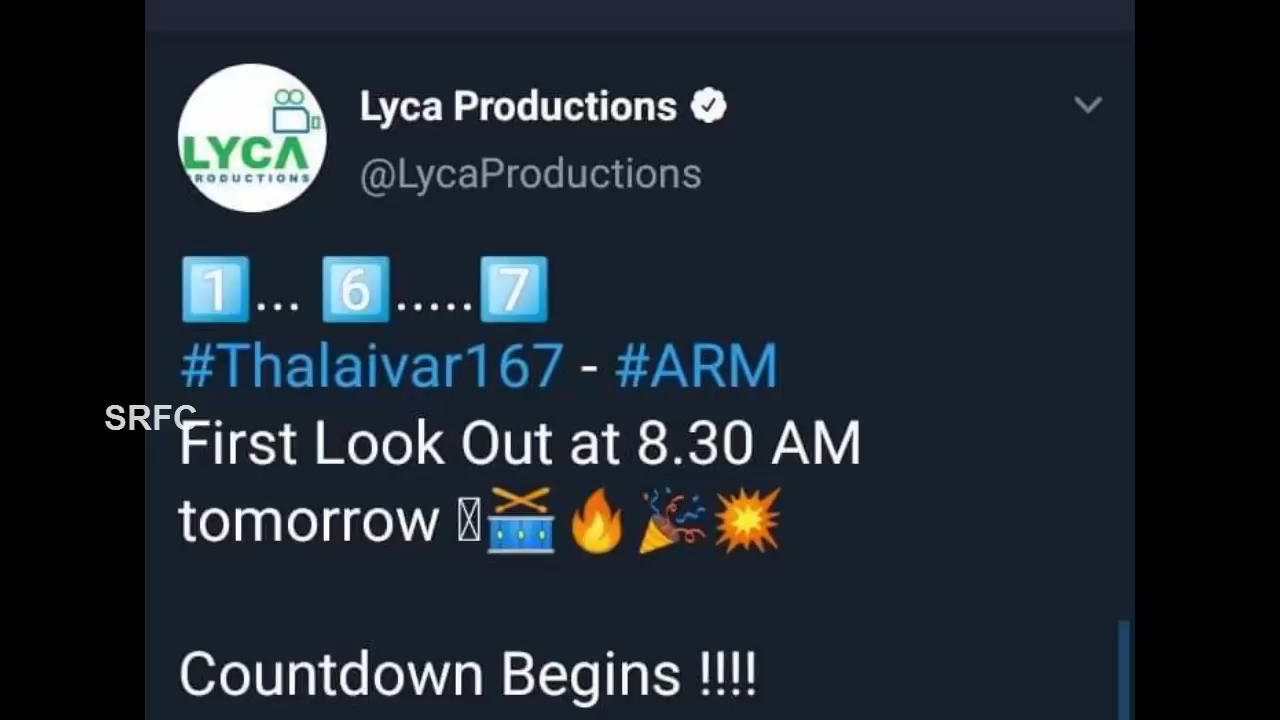 LYCA
PRODUCTIONS
Lyca Productions
@LycaProductions
1️⃣... 6️⃣.....7️⃣
#Thalaivar167 - #ARM
SRFC
First Look Out at 8.30 AM
tomorrow 🥁🔥🎉💥
Countdown Begins !!!!